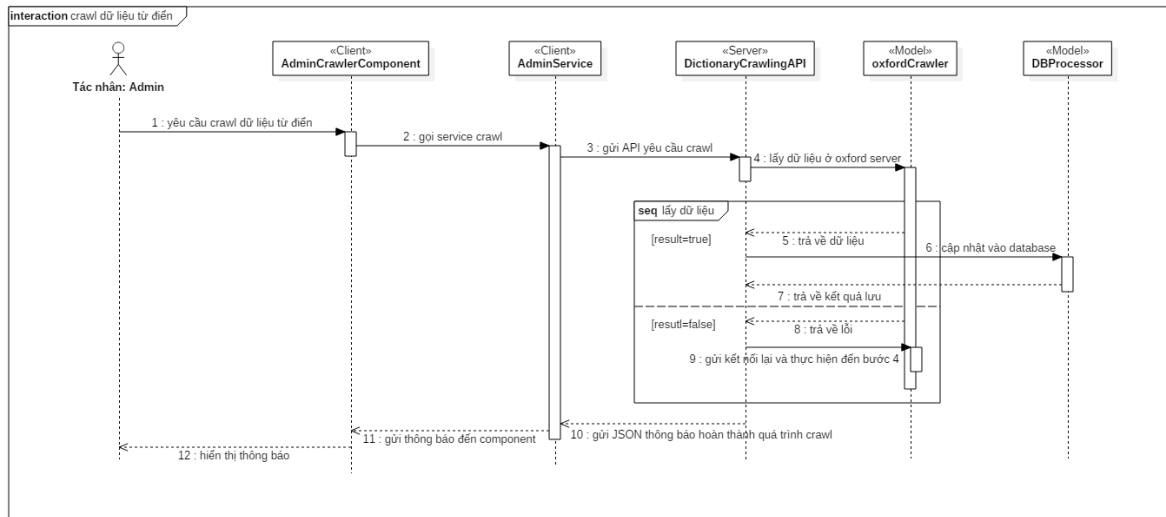 interaction crawl dữ liệu từ điển
«Client»
AdminCrawlerComponent
«Client»
AdminService
«Server»
DictionaryCrawlingAPI
«Model»
oxfordCrawler
«Model»
DBProcessor
Tác nhân: Admin
1 : yêu cầu crawl dữ liệu từ điển
2 : gọi service crawl
3 : gửi API yêu cầu crawl
4 : lấy dữ liệu ở oxford server
seq lấy dữ liệu
[result=true]
5 : trả về dữ liệu
6 : cập nhật vào database
7 : trả về kết quả lưu
[resutl=false]
8 : trả về lỗi
9 : gửi kết nối lại và thực hiện đến bước 4
10 : gửi JSON thông báo hoàn thành quá trình crawl
11 : gửi thông báo đến component
12 : hiển thị thông báo